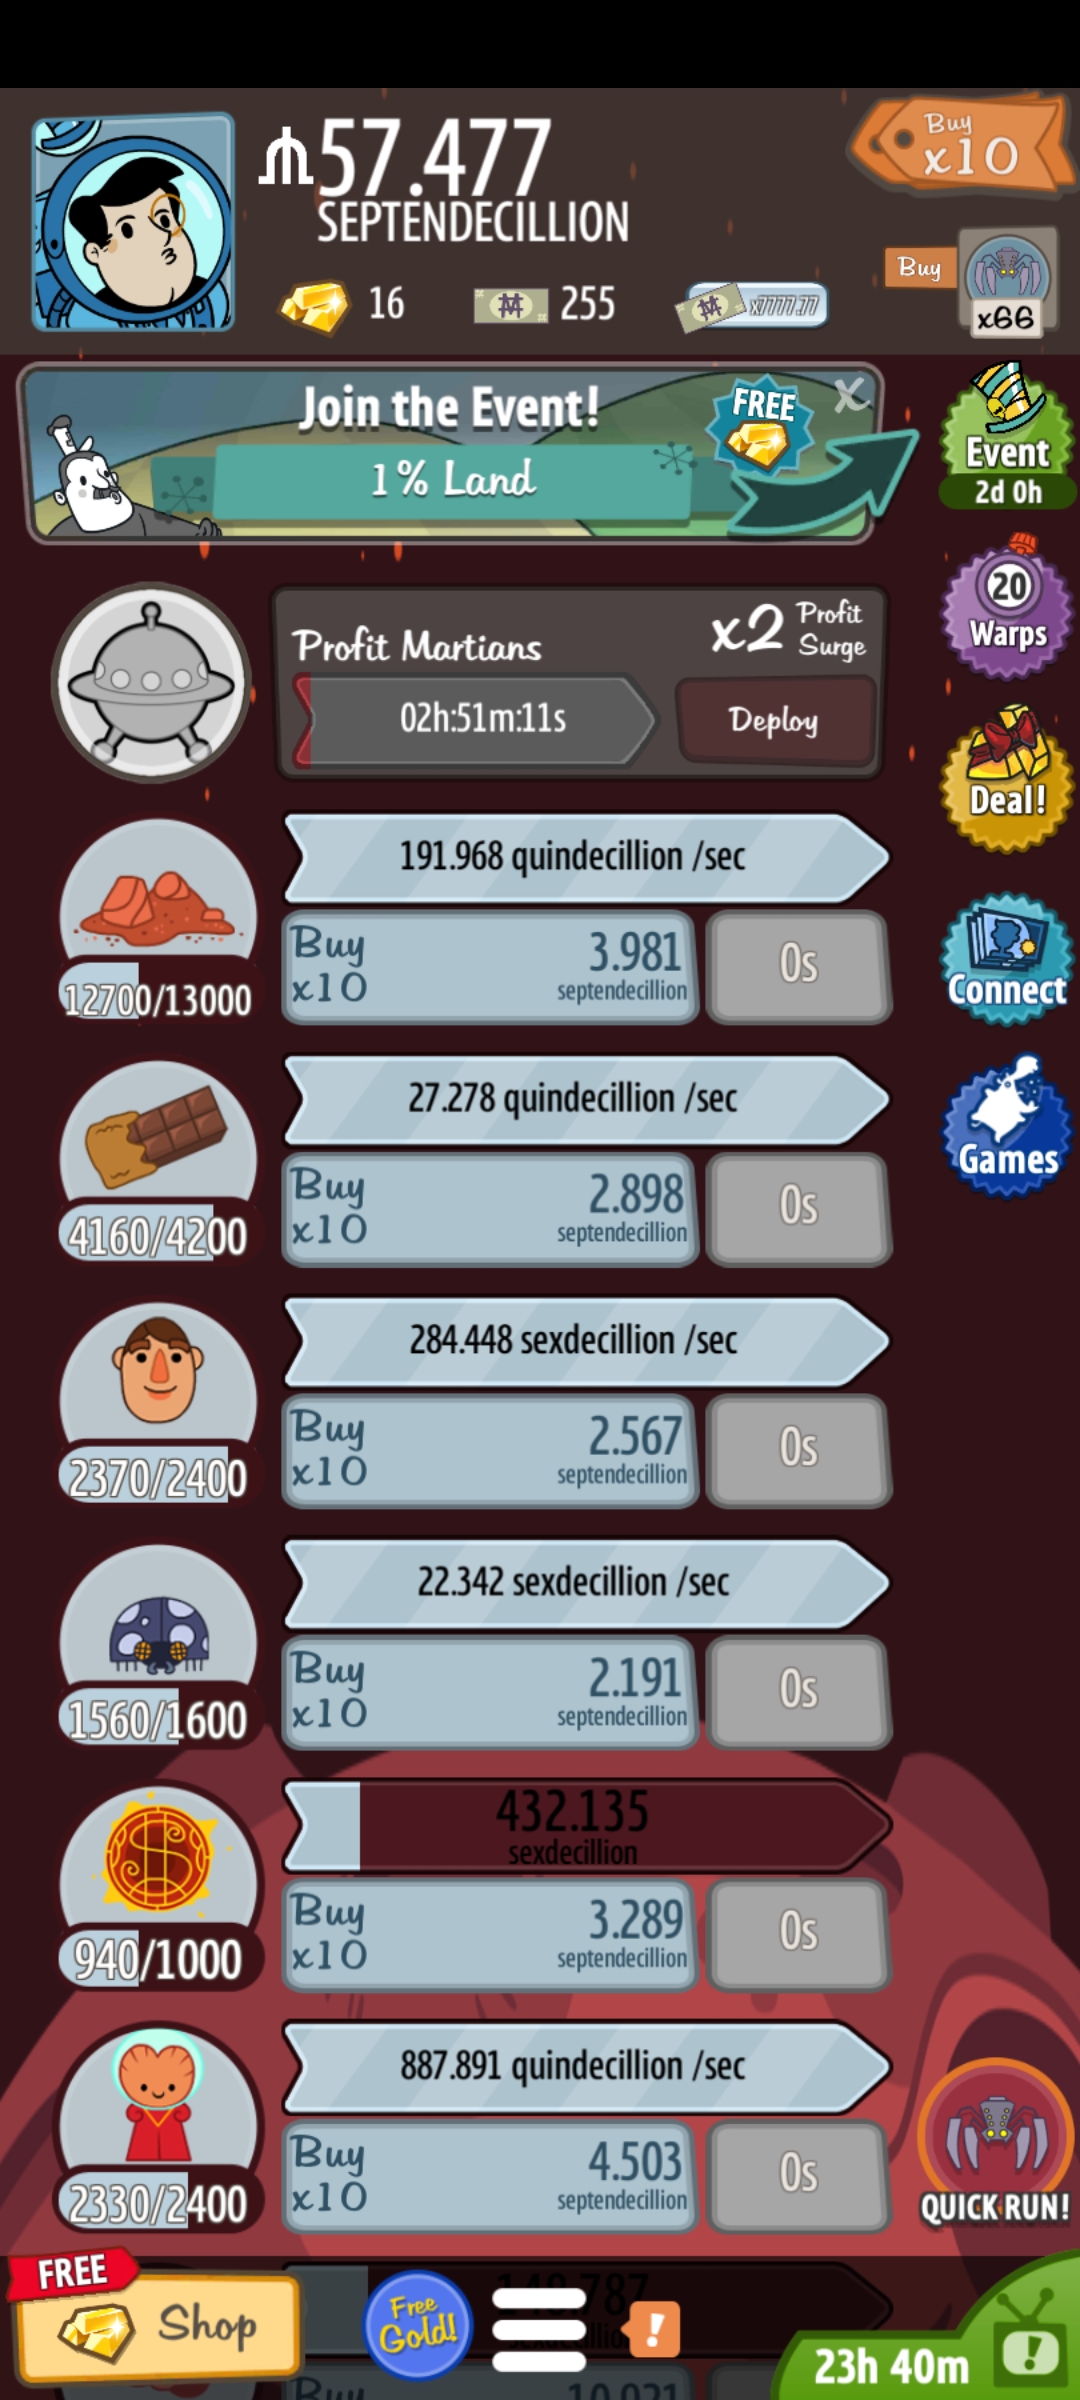 57.477
SEPTENDECILLION
Buy
x10
16
255
x7777.77
Buy
x66
Join the Event!
1% Land
FREE
X
Event
2d 0h
20
Warps
Profit Martians
x2 Profit
Surge
02h:51m:11s
Deploy
Deal!
191.968 quindecillion /sec
Buy
x10
3.981
septendecillion
0s
12700/13000
Connect
27.278 quindecillion /sec
Buy
x10
2.898
septendecillion
0s
4160/4200
Games
284.448 sexdecillion /sec
Buy
x10
2.567
septendecillion
0s
2370/2400
22.342 sexdecillion /sec
Buy
x10
2.191
septendecillion
0s
1560/1600
432.135
sexdecillion
Buy
x10
3.289
septendecillion
0s
940/1000
887.891 quindecillion /sec
Buy
x10
4.503
septendecillion
0s
2330/2400
QUICK RUN!
FREE
Shop
Free
Gold!
!
23h 40m
!
Buy
10.921